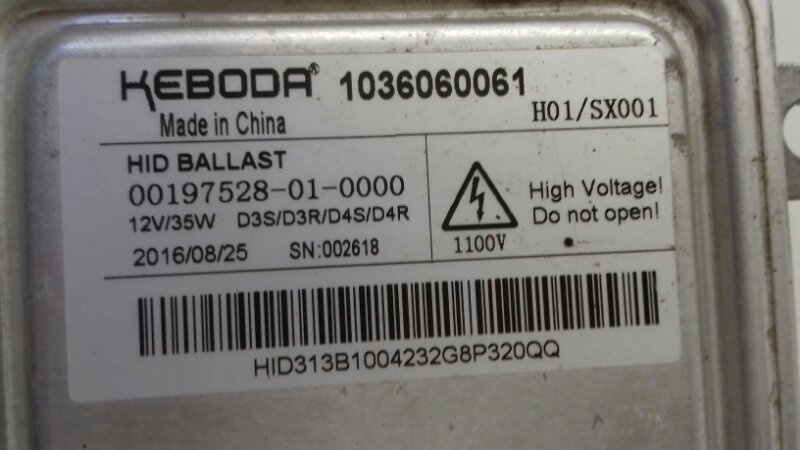 KEBODA® 1036060061
Made in China
H01/SX001
HID BALLAST
00197528-01-0000
12V/35W D3S/D3R/D4S/D4R
2016/08/25 SN:002618
1100V
High Voltage!
Do not open!
HID313B1004232G8P320QQ